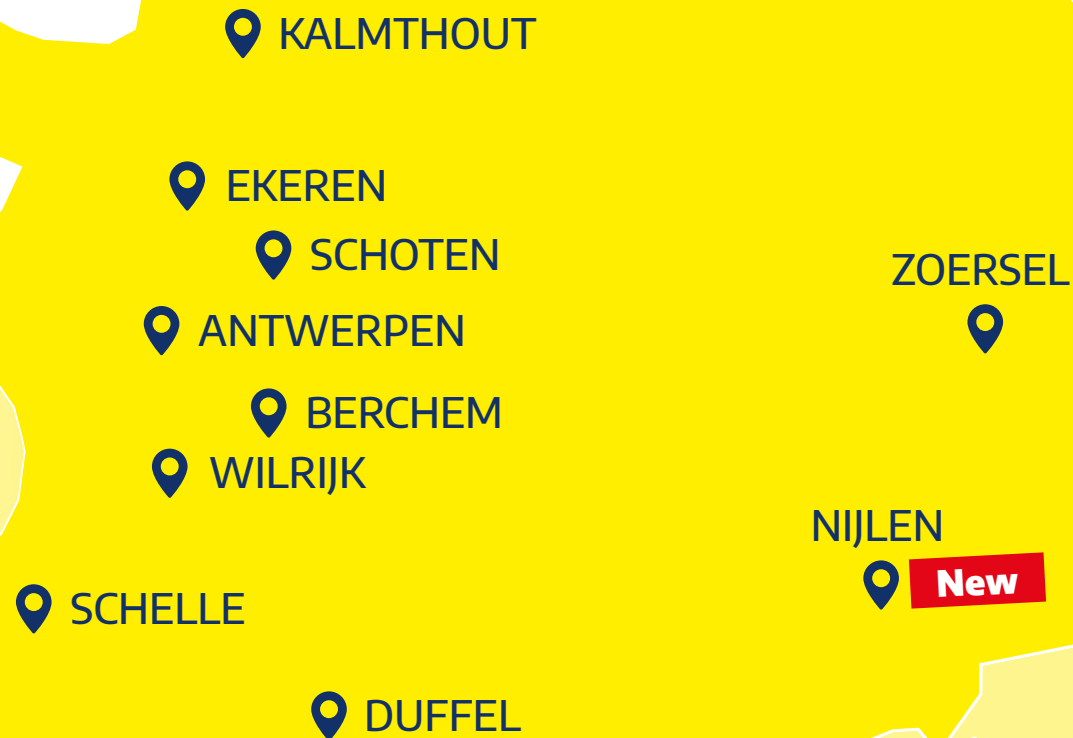 KALMTHOUT
EKEREN
SCHOTEN
ZOERSEL
ANTWERPEN
BERCHEM
WILRIJK
NIJLEN
New
SCHELLE
DUFFEL